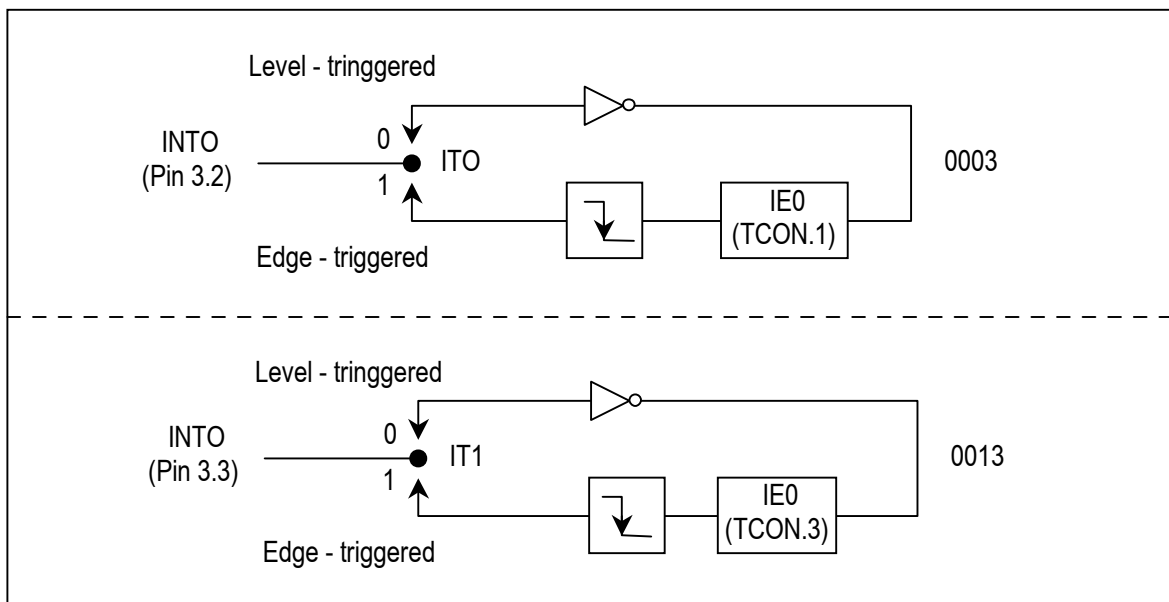 Level - tringgered
INTO
(Pin 3.2)
0
1
ITO
IE0
(TCON.1)
0003
Edge - triggered
Level - tringgered
INTO
(Pin 3.3)
0
1
IT1
IE0
(TCON.3)
0013
Edge - triggered